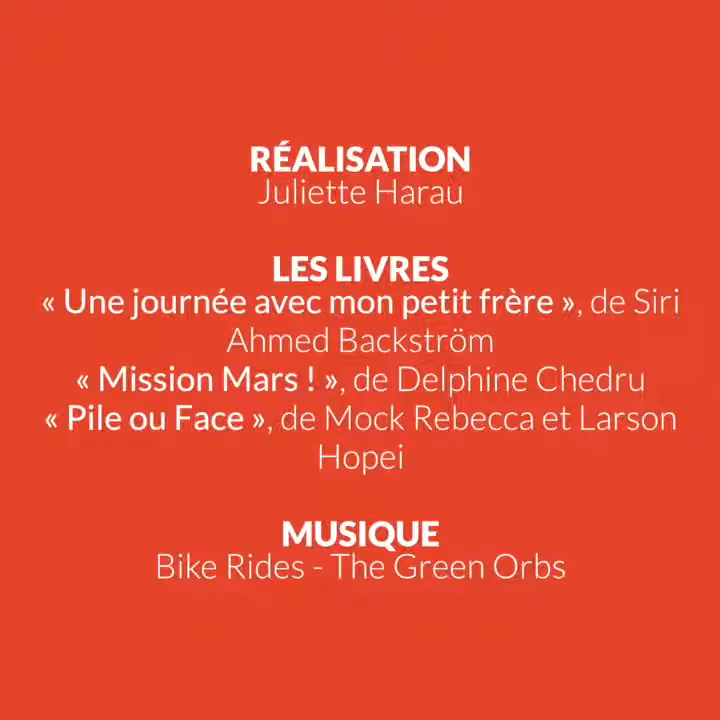 RÉALISATION
Juliette Harau
LES LIVRES
« Une journée avec mon petit frère », de Siri
Ahmed Backström
« Mission Mars ! », de Delphine Chedru
« Pile ou Face », de Mock Rebecca et Larson
Hopei
MUSIQUE
Bike Rides - The Green Orbs